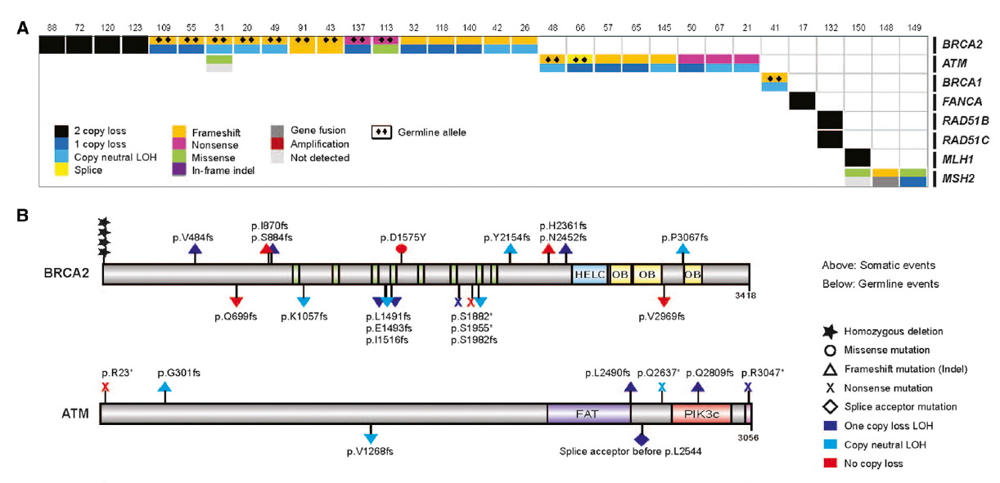 A
88 72 120 123 109 55 31 20 49 91 43 137 113 32 118 140 42 26 48 66 57 65 145 50 67 21 41 17 132 150 148 149
BRCA2
ATM
BRCA1
FANCA
RAD51B
RAD51C
MLH1
MSH2
2 copy loss
1 copy loss
Copy neutral LOH
Splice
Frameshift
Nonsense
Missense
In-frame indel
Gene fusion
Amplification
Not detected
Germline allele
B
p.I870fs
p.H2361fs
p.V484fs p.S884fs p.D1575Y p.Y2154fs p.N2452fs p.P3067fs
BRCA2
HELC OB OB OB
3418
p.Q699fs p.K1057fs p.L1491fs p.S1882* p.V2969fs
p.E1493fs p.S1955*
p.I1516fs p.S1982fs
p.R23* p.G301fs p.L2490fs p.Q2637* p.Q2809fs p.R3047*
ATM
FAT PIK3c
3056
p.V1268fs Splice acceptor before p.L2544
Above: Somatic events
Below: Germline events
Homozygous deletion
Missense mutation
Frameshift mutation (Indel)
X Nonsense mutation
Splice acceptor mutation
One copy loss LOH
Copy neutral LOH
No copy loss